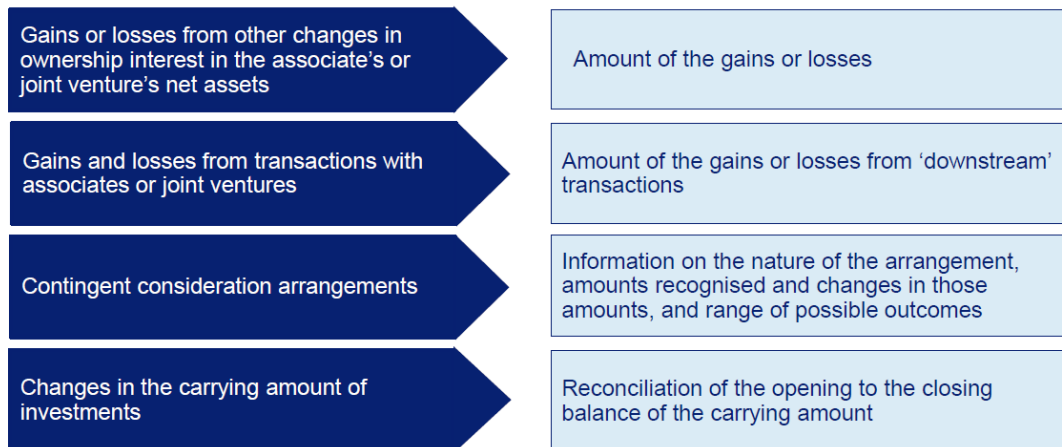 Gains or losses from other changes in
ownership interest in the associate's or
joint venture's net assets
Amount of the gains or losses
Gains and losses from transactions with
associates or joint ventures
Amount of the gains or losses from ‘downstream’
transactions
Contingent consideration arrangements
Information on the nature of the arrangement,
amounts recognised and changes in those
amounts, and range of possible outcomes
Changes in the carrying amount of
investments
Reconciliation of the opening to the closing
balance of the carrying amount